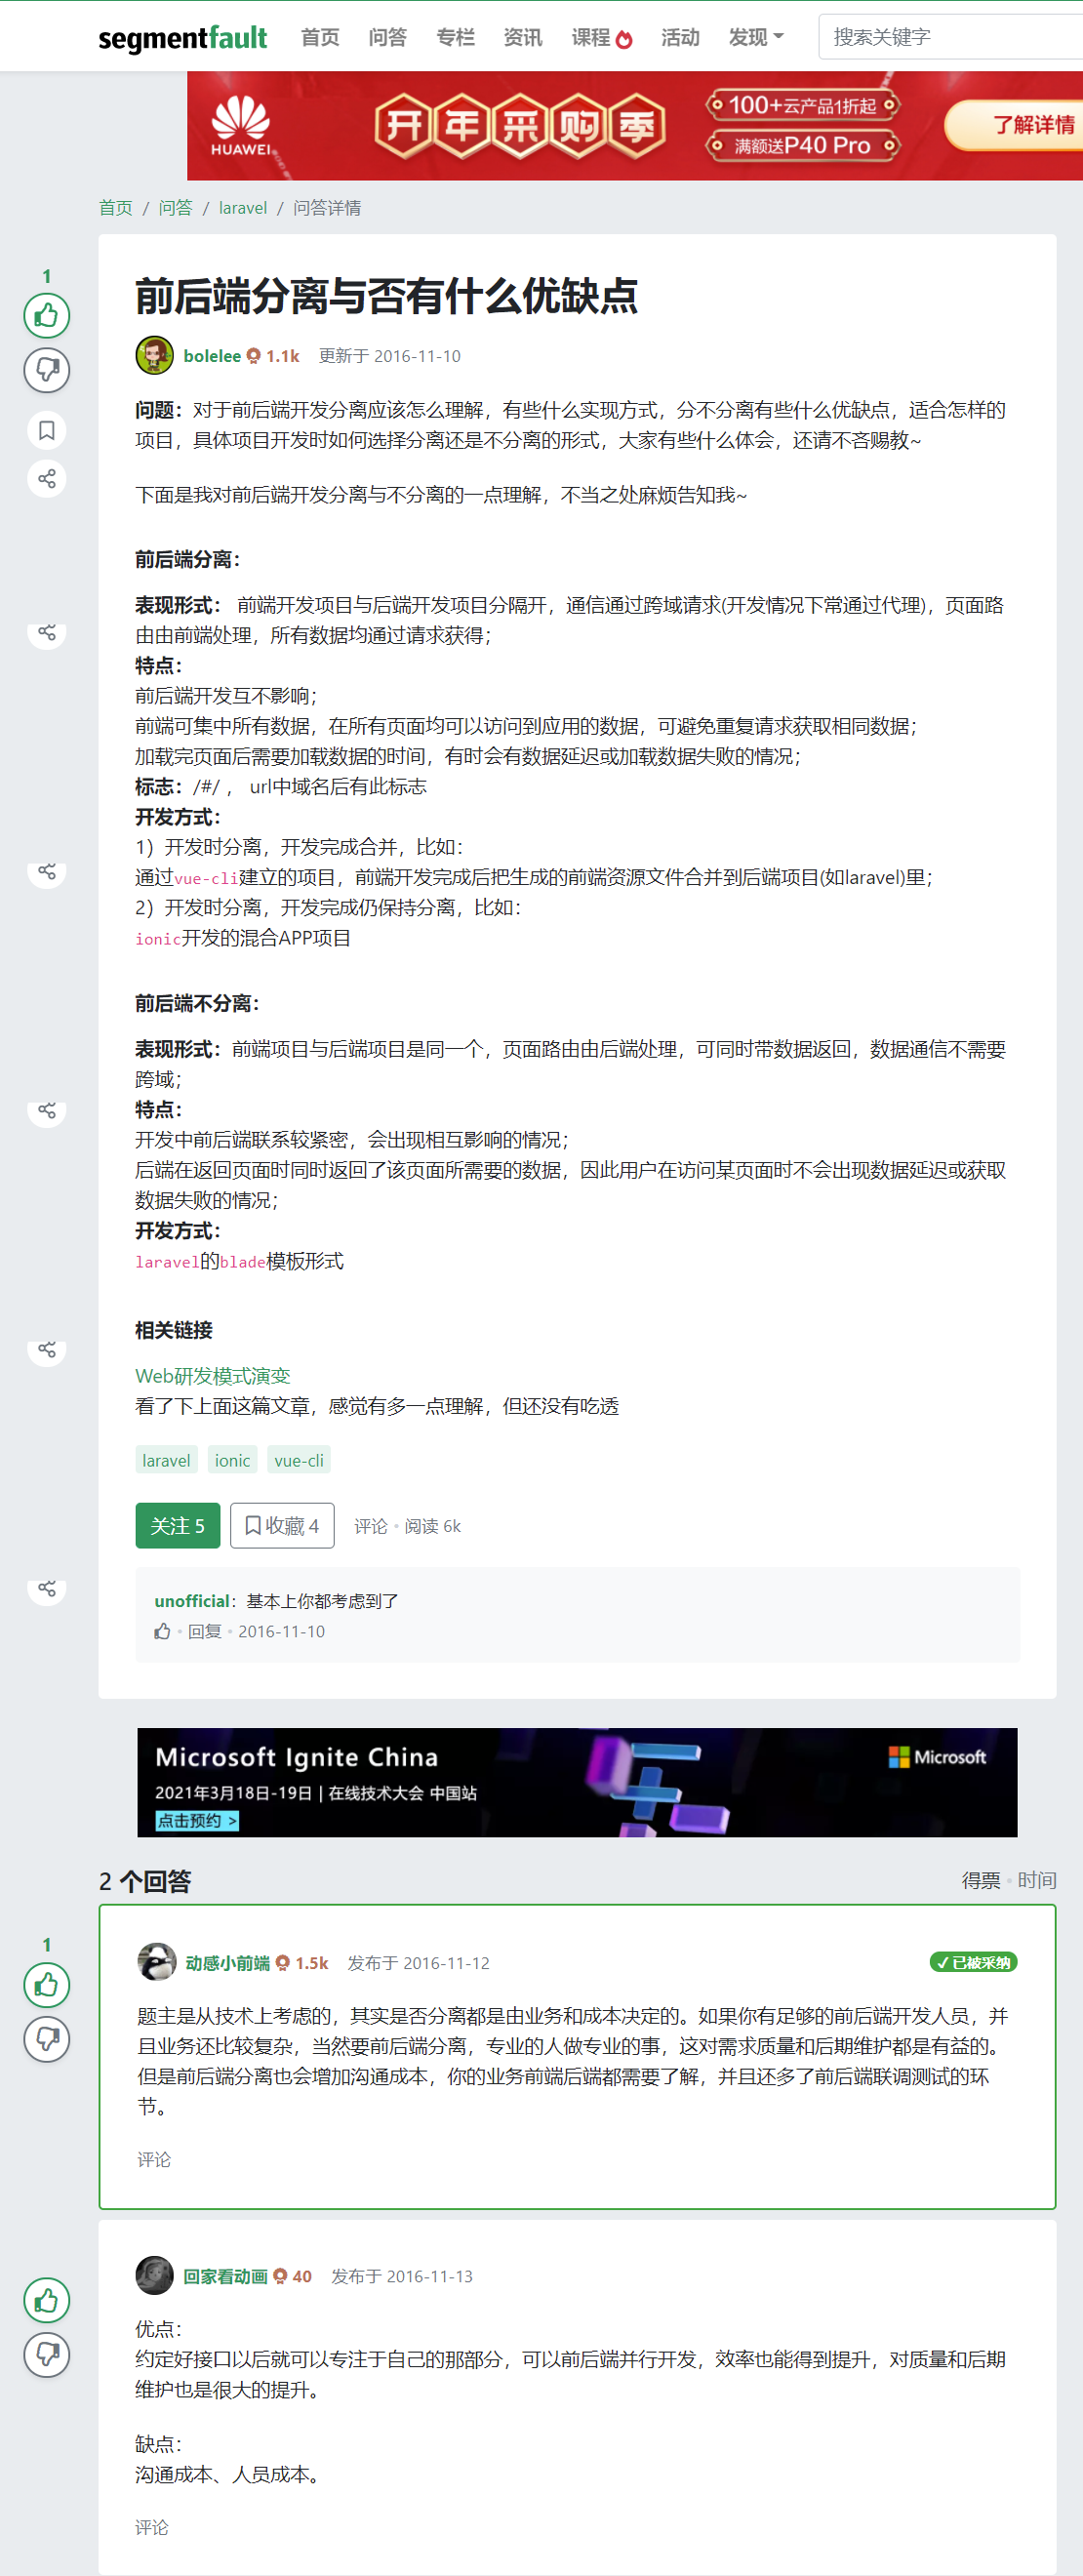 segmentfault 首页 问答 专栏 资讯 课程 活动 发现 搜索关键字
HUAWEI 开年采购季 100+云产品1折起 满额送P40 Pro 了解详情
首页 / 问答 / laravel / 问答详情
1
前后端分离与否有什么优缺点
bolelee 1.1k 更新于 2016-11-10
问题：对于前后端开发分离应该怎么理解，有些什么实现方式，分不分离有些什么优缺点，适合怎样的
项目，具体项目开发时如何选择分离还是不分离的形式，大家有些什么体会，还请不吝赐教~
下面是我对前后端开发分离与不分离的一点理解，不当之处麻烦告知我~
前后端分离：
表现形式： 前端开发项目与后端开发项目分隔开，通信通过跨域请求(开发情况下常通过代理)，页面路
由由前端处理，所有数据均通过请求获得；
特点：
前后端开发互不影响；
前端可集中所有数据，在所有页面均可以访问到应用的数据，可避免重复请求获取相同数据；
加载完页面后需要加载数据的时间，有时会有数据延迟或加载数据失败的情况；
标志：/#/ ， url中域名后有此标志
开发方式：
1）开发时分离，开发完成合并，比如：
通过vue-cli建立的项目，前端开发完成后把生成的前端资源文件合并到后端项目(如laravel)里；
2）开发时分离，开发完成仍保持分离，比如：
ionic开发的混合APP项目
前后端不分离：
表现形式：前端项目与后端项目是同一个，页面路由由后端处理，可同时带数据返回，数据通信不需要
跨域；
特点：
开发中前后端联系较紧密，会出现相互影响的情况；
后端在返回页面时同时返回了该页面所需要的数据，因此用户在访问某页面时不会出现数据延迟或获取
数据失败的情况；
开发方式：
laravel的blade模板形式
相关链接
Web研发模式演变
看了下上面这篇文章，感觉有多一点理解，但还没有吃透
laravel ionic vue-cli
关注 5 收藏 4 评论 • 阅读 6k
unofficial：基本上你都考虑到了
• 回复 • 2016-11-10
Microsoft Ignite China
Microsoft
2021年3月18日-19日 | 在线技术大会 中国站
点击预约 >
2 个回答 得票 • 时间
1
动感小前端 1.5k 发布于 2016-11-12 ✓已被采纳
题主是从技术上考虑的，其实是否分离都是由业务和成本决定的。如果你有足够的前后端开发人员，并
且业务还比较复杂，当然要前后端分离，专业的人做专业的事，这对需求质量和后期维护都是有益的。
但是前后端分离也会增加沟通成本，你的业务前端后端都需要了解，并且还多了前后端联调测试的环
节。
评论
回家看动画 40 发布于 2016-11-13
优点：
约定好接口以后就可以专注于自己的那部分，可以前后端并行开发，效率也能得到提升，对质量和后期
维护也是很大的提升。
缺点：
沟通成本、人员成本。
评论